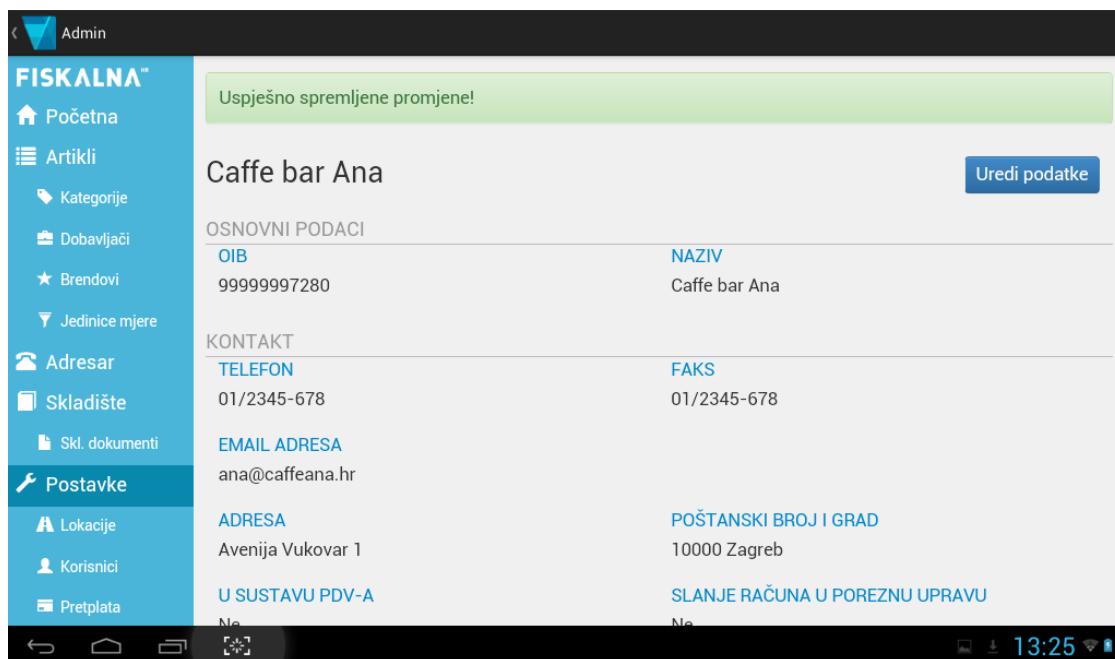 Admin
FISKALNA
Početna
Artikli
Kategorije
Dobavljači
Brendovi
Jedinice mjere
Adresar
Skladište
Skl. dokumenti
Postavke
Lokacije
Korisnici
Pretplata
Uspješno spremljene promjene!
Caffe bar Ana
Uredi podatke
OSNOVNI PODACI
OIB NAZIV
99999997280 Caffe bar Ana
KONTAKT
TELEFON FAKS
01/2345-678 01/2345-678
EMAIL ADRESA
ana@caffeana.hr
ADRESA POŠTANSKI BROJ I GRAD
Avenija Vukovar 1 10000 Zagreb
U SUSTAVU PDV-A SLANJE RAČUNA U POREZNU UPRAVU
Ne Ne
13:25